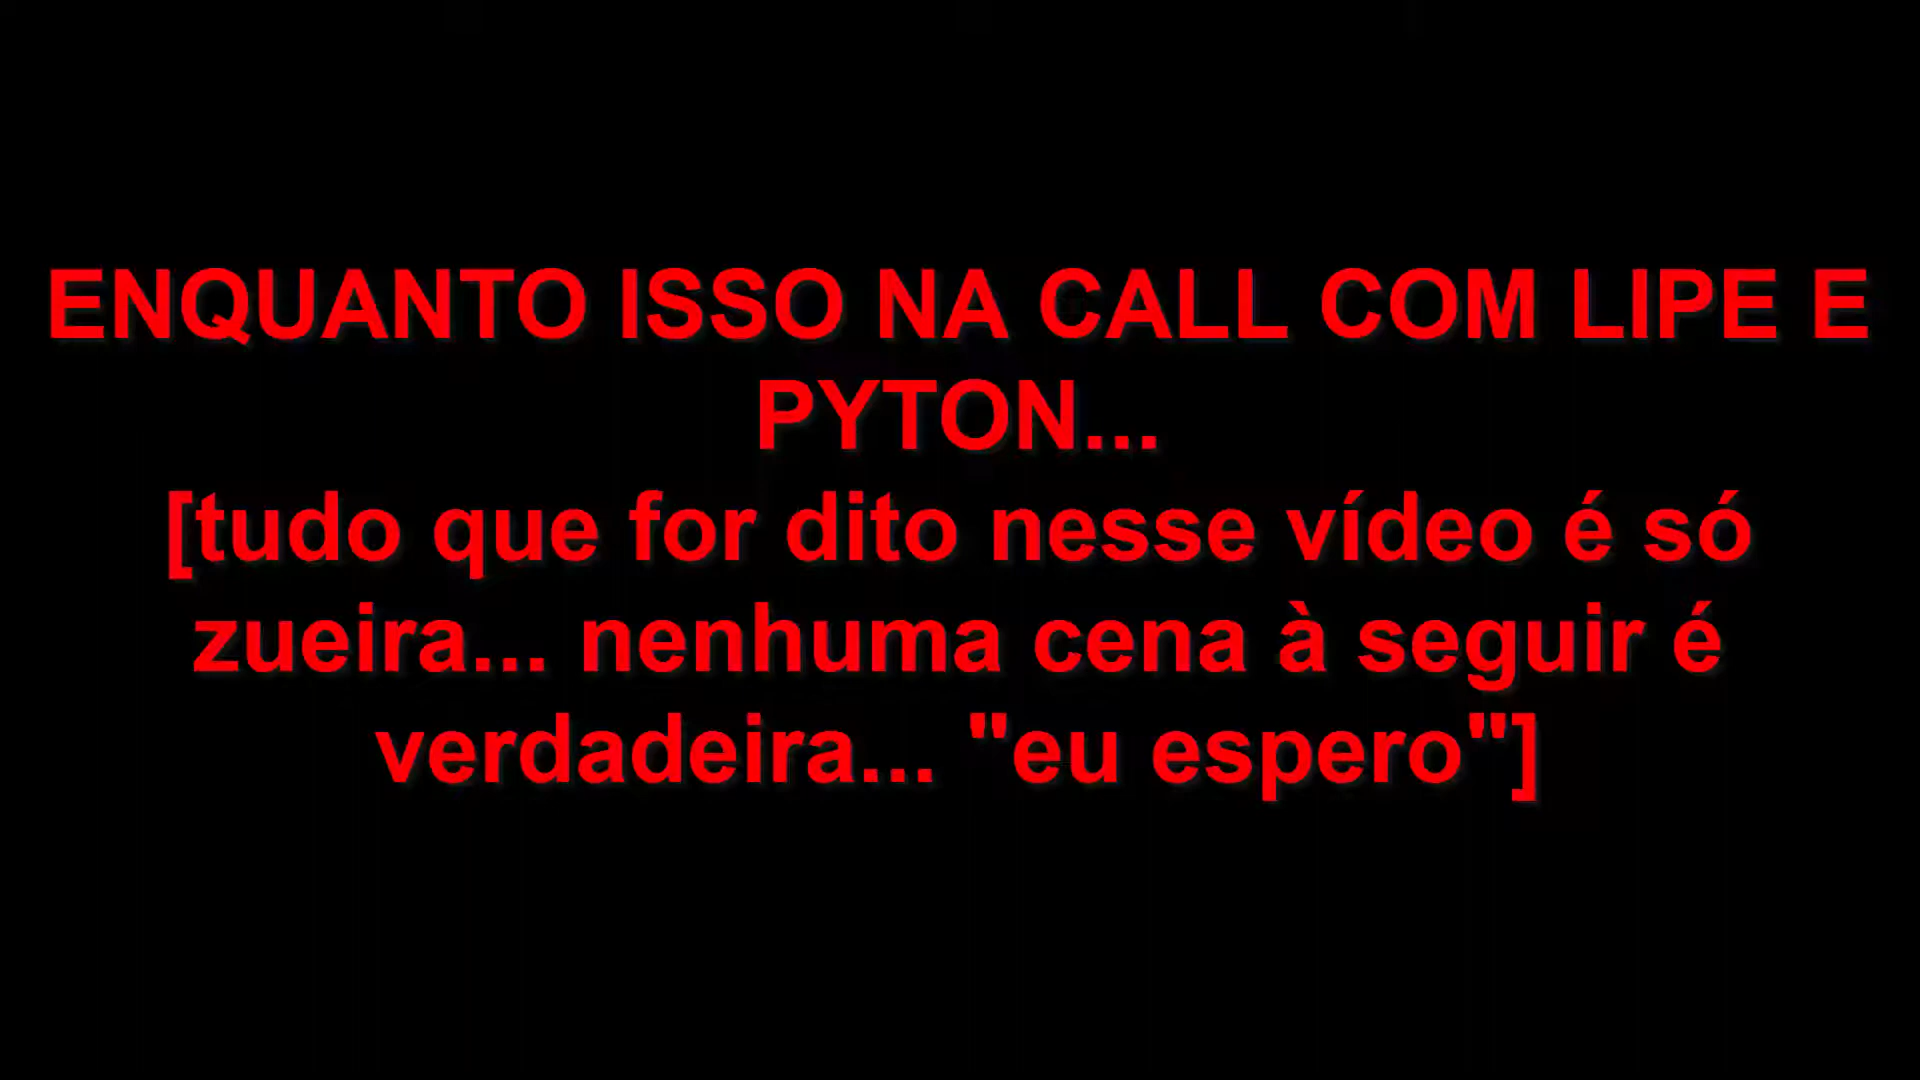 ENQUANTO ISSO NA CALL COM LIPE E
PYTON...
[tudo que for dito nesse vídeo é só
zueira... nenhuma cena à seguir é
verdadeira... "eu espero"]